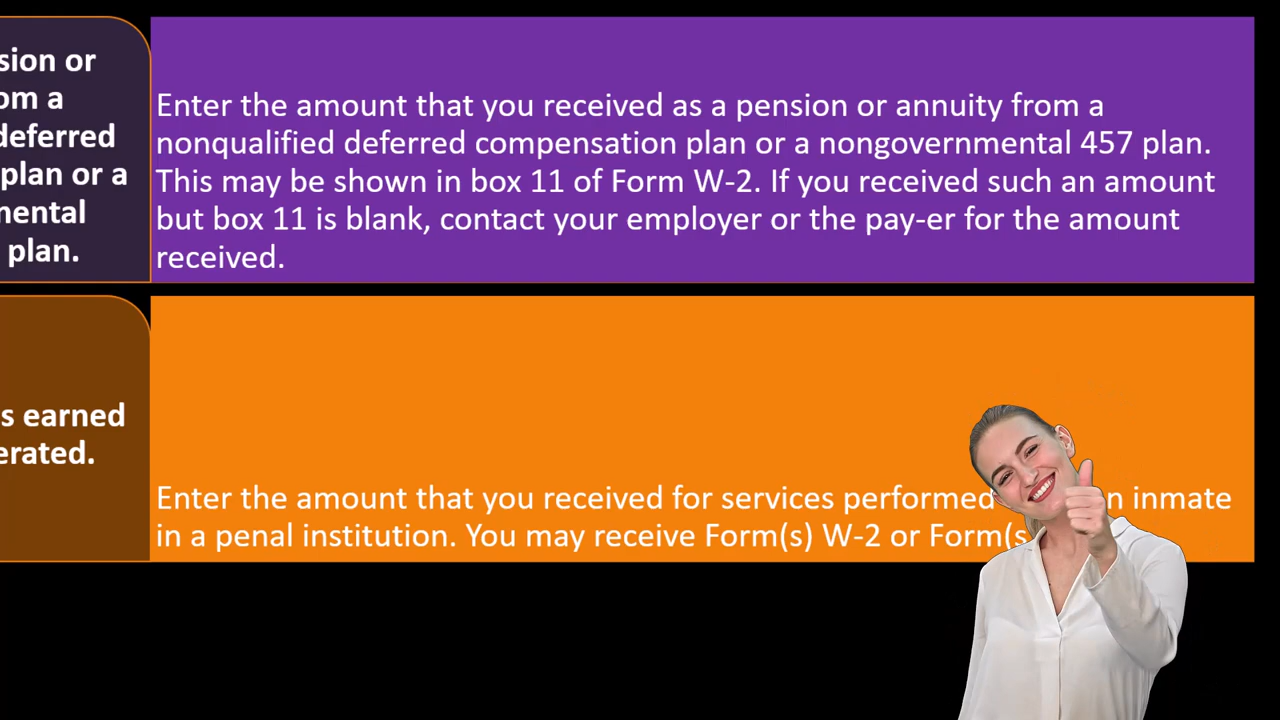 sion or
om a
deferred
plan or a
mental
plan.
Enter the amount that you received as a pension or annuity from a
nonqualified deferred compensation plan or a nongovernmental 457 plan.
This may be shown in box 11 of Form W-2. If you received such an amount
but box 11 is blank, contact your employer or the pay-er for the amount
received.
s earned
erated.
Enter the amount that you received for services performed n inmate
in a penal institution. You may receive Form(s) W-2 or Form(s